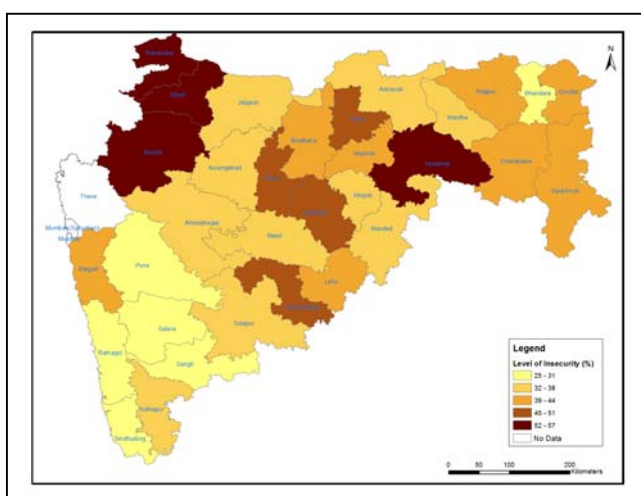 N
Nandurbar
Dhule
Jalgaon
Nashik
Buldhana
Akola
Amravati
Wardha
Nagpur
Bhandara
Gondia
Washim
Yavatmal
Chandrapur
Gadchiroli
Aurangabad
Jalna
Parbhani
Hingoli
Nanded
Thane
Mumbai(Suburban)
Mumbai
Ahmednagar
Beed
Raigad
Pune
Latur
Osmanabad
Solapur
Satara
Ratnagiri
Sangli
Kolhapur
Sindhudurg
Legend
Level of Insecurity (%)
25 - 31
32 - 38
39 - 44
45 - 51
52 - 57
No Data
0 50 100 200
Kilometers